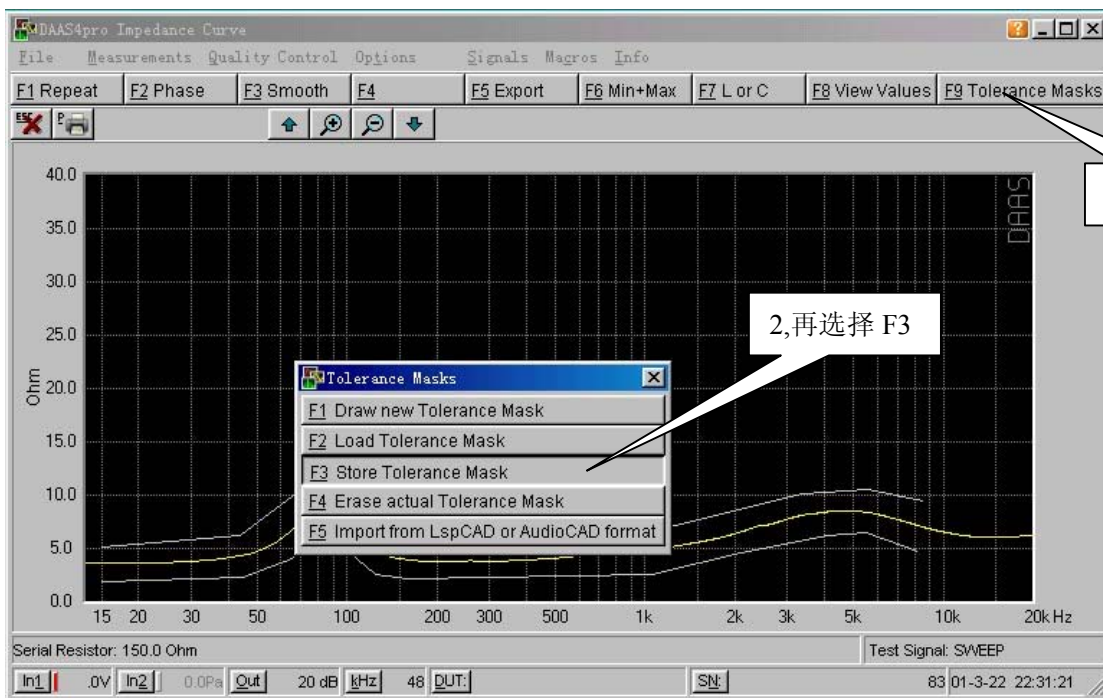 DAAS4pro Impedance Curve
File Measurements Quality Control Options Signals Macros Info
F1 Repeat F2 Phase F3 Smooth F4 F5 Export F6 Min+Max F7 L or C F8 View Values F9 Tolerance Masks
ESC P
40.0
DAAS
35.0
30.0
25.0
2,再选择 F3
Ohm
20.0
15.0
10.0
5.0
0.0
Tolerance Masks
F1 Draw new Tolerance Mask
F2 Load Tolerance Mask
F3 Store Tolerance Mask
F4 Erase actual Tolerance Mask
F5 Import from LspCAD or AudioCAD format
15 20 30 50 100 200 300 500 1k 2k 3k 5k 10k 20kHz
Serial Resistor: 150.0 Ohm Test Signal: SWEEP
In1 .0V In2 0.0Pa Out 20 dB kHz 48 DUT: SN: 83 01-3-22 22:31:21